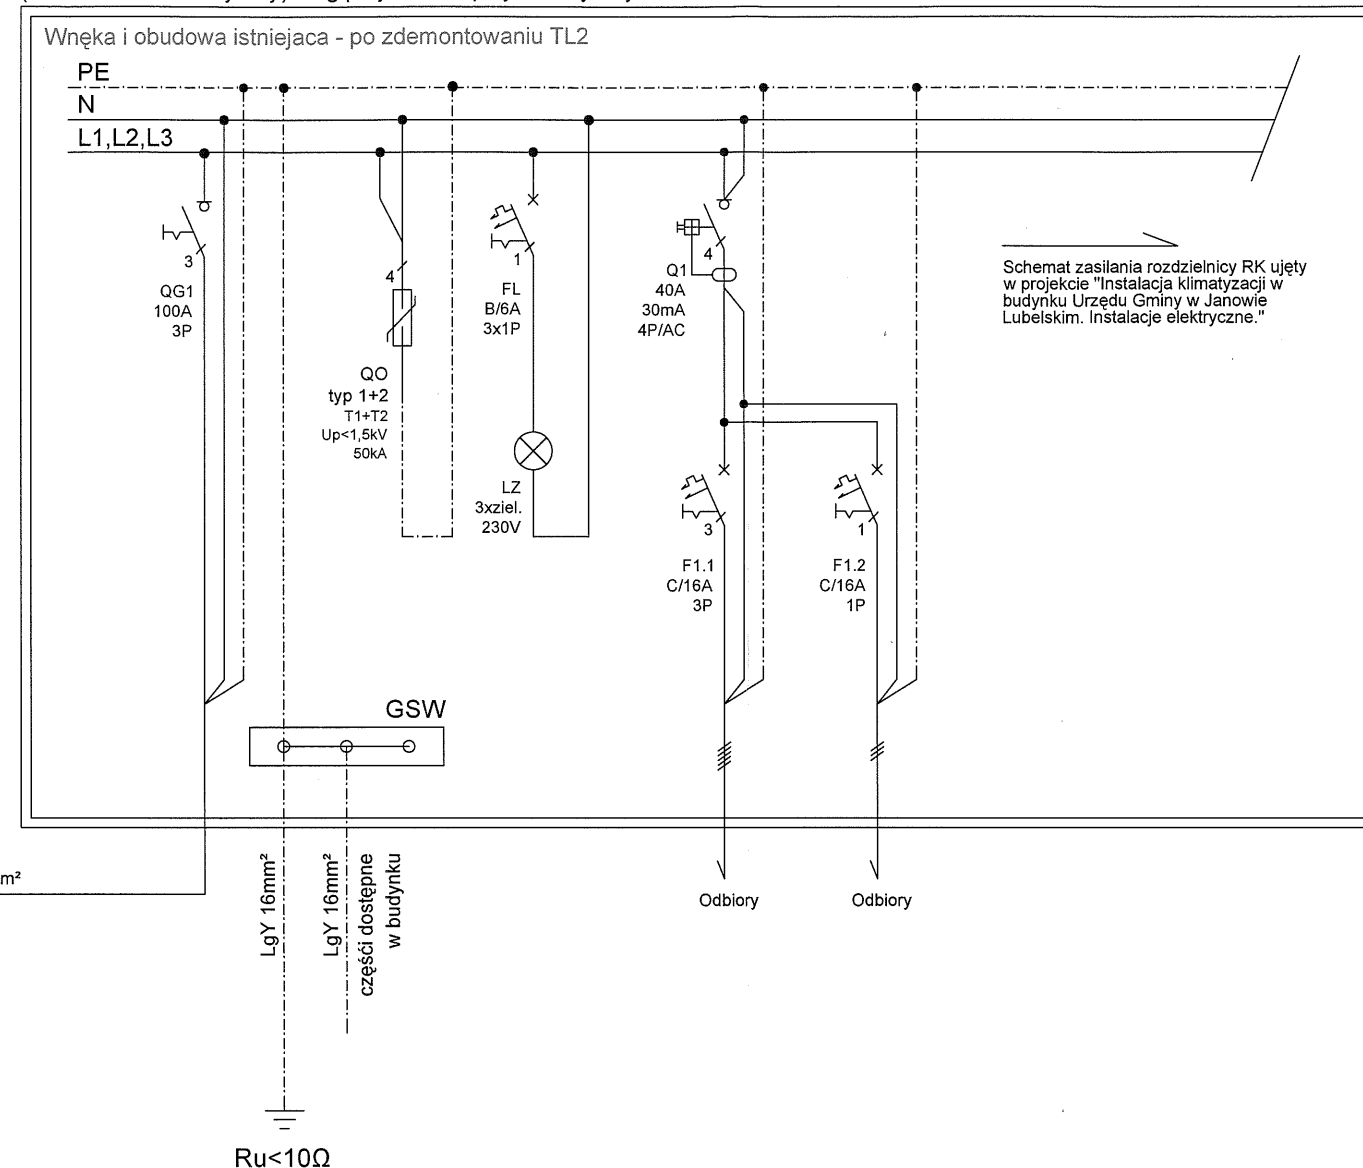 Wnęka i obudowa istniejaca - po zdemontowaniu TL2
PE
N
L1,L2,L3
3
QG1
100A
3P
4
QO
typ 1+2
T1+T2
Up<1,5kV
50kA
1
FL
B/6A
3x1P
LZ
3xziel.
230V
4
Q1
40A
30mA
4P/AC
3
F1.1
C/16A
3P
1
F1.2
C/16A
1P
Schemat zasilania rozdzielnicy RK ujęty
w projekcie "Instalacja klimatyzacji w
budynku Urzędu Gminy w Janowie
Lubelskim. Instalacje elektryczne."
GSW
m²
LgY 16mm²
LgY 16mm²
częśći dostępne
w budynku
Odbiory
Odbiory
Ru<10Ω